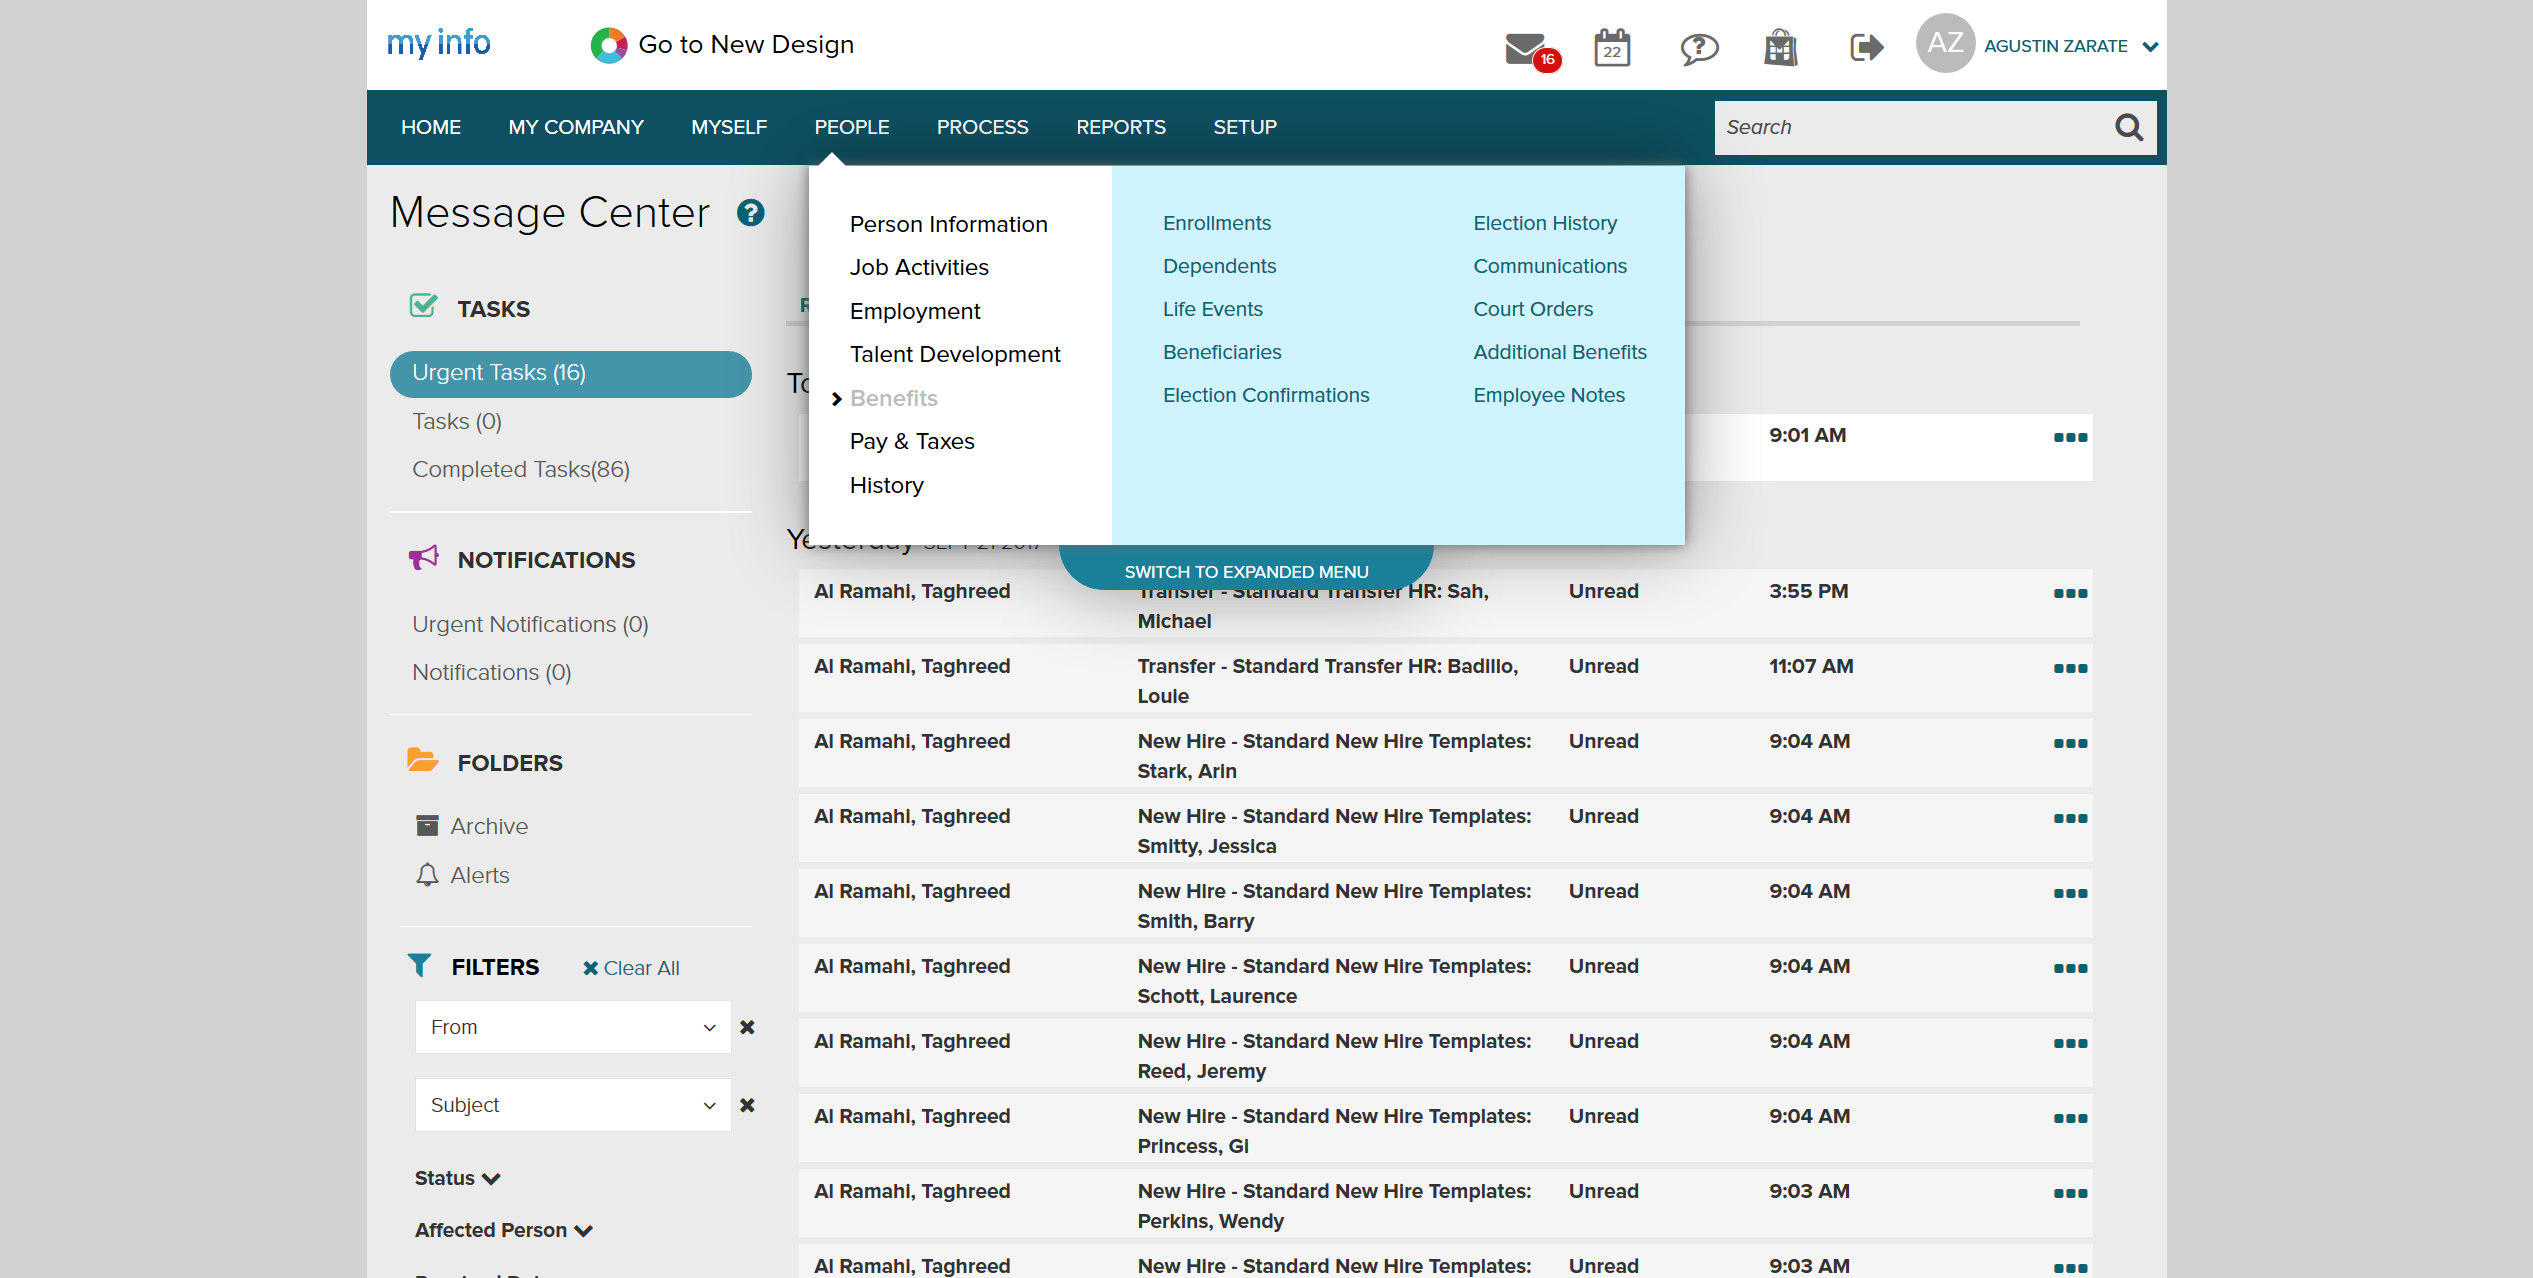 my info
Go to New Design
16
22
AZ
AGUSTIN ZARATE
HOME
MY COMPANY
MYSELF
PEOPLE
PROCESS
REPORTS
SETUP
Search
Message Center
TASKS
Urgent Tasks (16)
Tasks (0)
Completed Tasks(86)
NOTIFICATIONS
Urgent Notifications (0)
Notifications (0)
FOLDERS
Archive
Alerts
FILTERS
Clear All
From
Subject
Status
Affected Person
Person Information
Job Activities
Employment
Talent Development
Benefits
Pay & Taxes
History
Enrollments
Dependents
Life Events
Beneficiaries
Election Confirmations
Election History
Communications
Court Orders
Additional Benefits
Employee Notes
SWITCH TO EXPANDED MENU
9:01 AM
Yesterday SEPT 21 2017
Al Ramahi, Taghreed Transfer - Standard Transfer HR: Sah, Unread 3:55 PM
Michael
Al Ramahi, Taghreed Transfer - Standard Transfer HR: Badillo, Unread 11:07 AM
Louie
Al Ramahi, Taghreed New Hire - Standard New Hire Templates: Unread 9:04 AM
Stark, Arin
Al Ramahi, Taghreed New Hire - Standard New Hire Templates: Unread 9:04 AM
Smitty, Jessica
Al Ramahi, Taghreed New Hire - Standard New Hire Templates: Unread 9:04 AM
Smith, Barry
Al Ramahi, Taghreed New Hire - Standard New Hire Templates: Unread 9:04 AM
Schott, Laurence
Al Ramahi, Taghreed New Hire - Standard New Hire Templates: Unread 9:04 AM
Reed, Jeremy
Al Ramahi, Taghreed New Hire - Standard New Hire Templates: Unread 9:04 AM
Princess, Gi
Al Ramahi, Taghreed New Hire - Standard New Hire Templates: Unread 9:03 AM
Perkins, Wendy
Al Ramahi, Taghreed New Hire - Standard New Hire Templates: Unread 9:03 AM